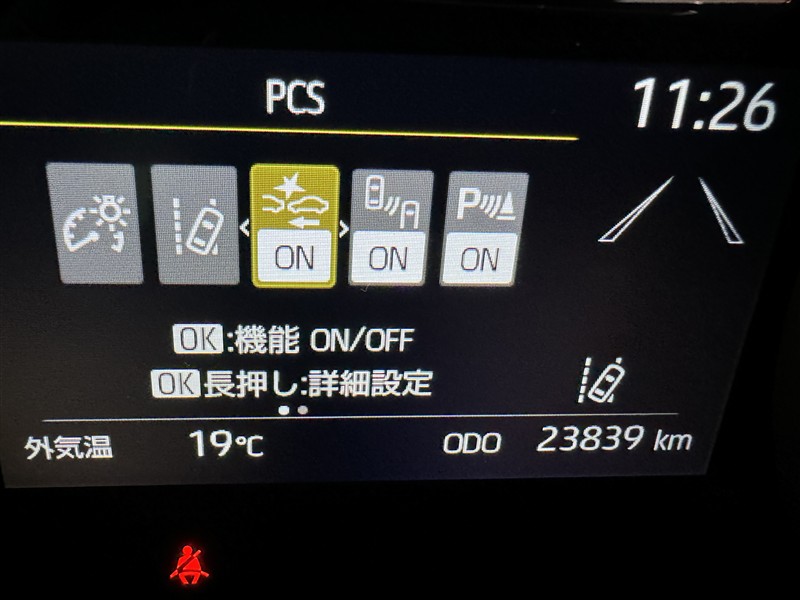 PCS
11:26
ON ON P ON
OK:機能 ON/OFF
OK長押し:詳細設定
外気温 19℃ ODO 23839 km